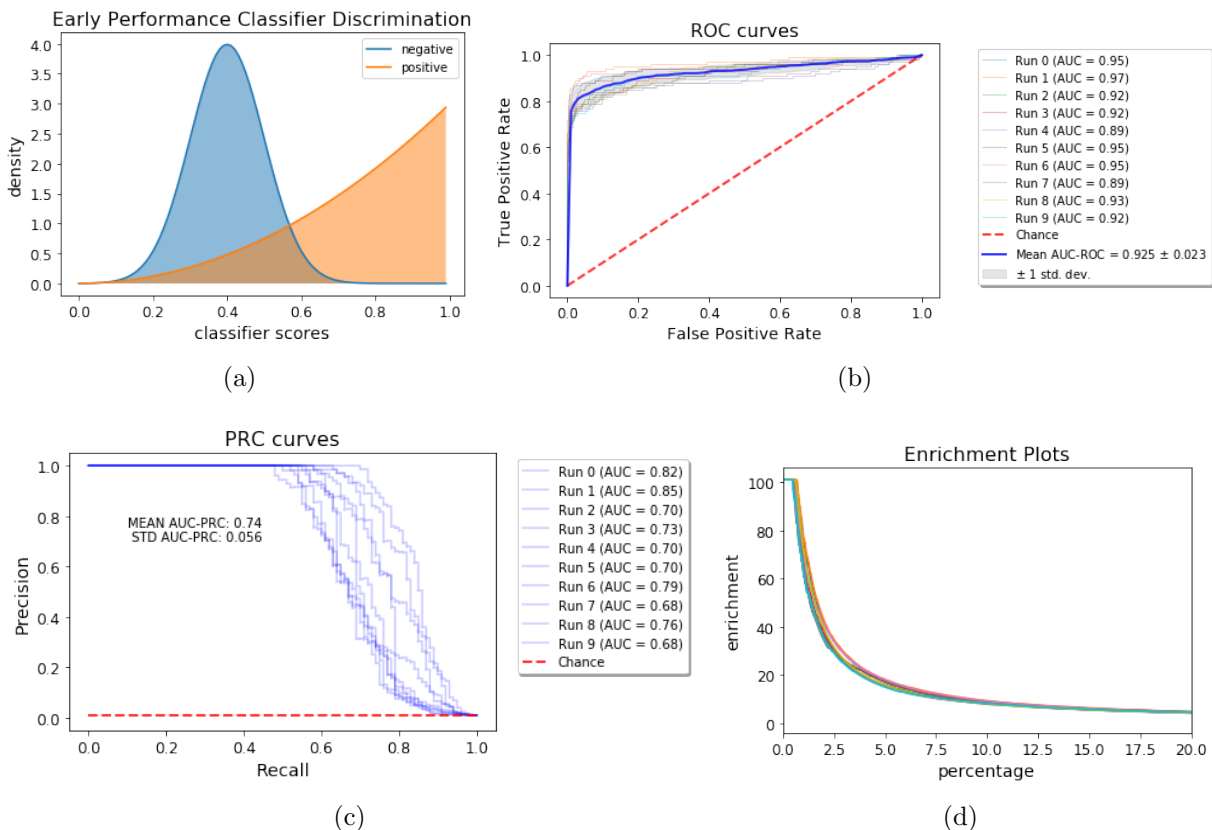 Early Performance Classifier Discrimination
negative
positive
density
4.0
3.5
3.0
2.5
2.0
1.5
1.0
0.5
0.0
0.0 0.2 0.4 0.6 0.8 1.0
classifier scores
(a)
ROC curves
True Positive Rate
1.0
0.8
0.6
0.4
0.2
0.0
0.0 0.2 0.4 0.6 0.8 1.0
False Positive Rate
Run 0 (AUC = 0.95)
Run 1 (AUC = 0.97)
Run 2 (AUC = 0.92)
Run 3 (AUC = 0.92)
Run 4 (AUC = 0.89)
Run 5 (AUC = 0.95)
Run 6 (AUC = 0.95)
Run 7 (AUC = 0.89)
Run 8 (AUC = 0.93)
Run 9 (AUC = 0.92)
Chance
Mean AUC-ROC = 0.925 ± 0.023
± 1 std. dev.
(b)
PRC curves
Precision
1.0
0.8
0.6
0.4
0.2
0.0
MEAN AUC-PRC: 0.74
STD AUC-PRC: 0.056
0.0 0.2 0.4 0.6 0.8 1.0
Recall
Run 0 (AUC = 0.82)
Run 1 (AUC = 0.85)
Run 2 (AUC = 0.70)
Run 3 (AUC = 0.73)
Run 4 (AUC = 0.70)
Run 5 (AUC = 0.70)
Run 6 (AUC = 0.79)
Run 7 (AUC = 0.68)
Run 8 (AUC = 0.76)
Run 9 (AUC = 0.68)
Chance
(c)
Enrichment Plots
enrichment
100
80
60
40
20
0
0.0 2.5 5.0 7.5 10.0 12.5 15.0 17.5 20.0
percentage
(d)